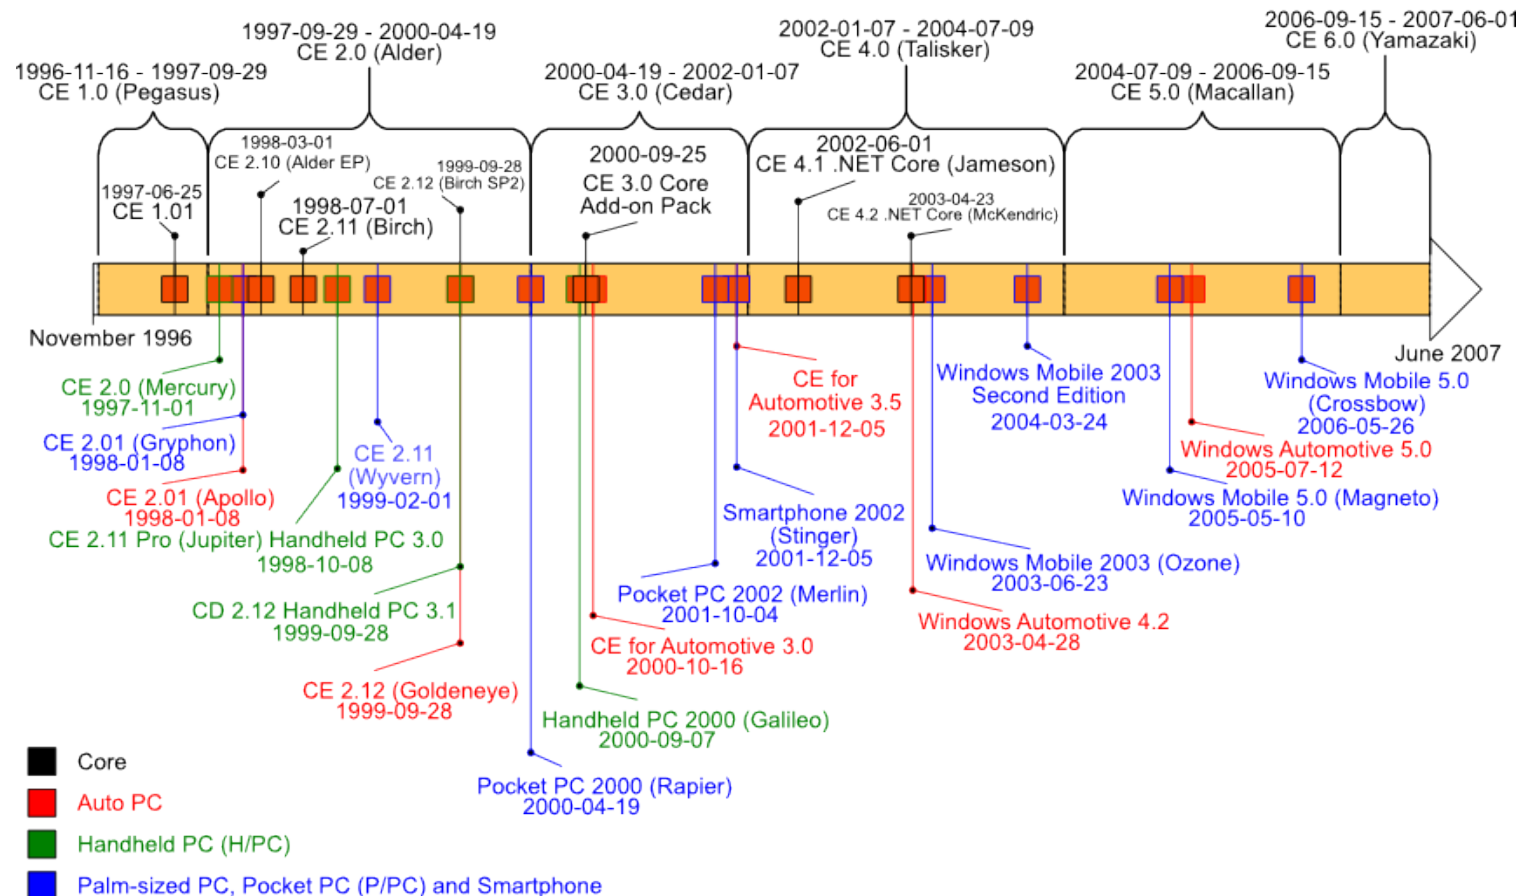 2006-09-15 - 2007-06-01
CE 6.0 (Yamazaki)
1997-09-29 - 2000-04-19
CE 2.0 (Alder)
2002-01-07 - 2004-07-09
CE 4.0 (Talisker)
1996-11-16 - 1997-09-29
CE 1.0 (Pegasus)
2000-04-19 - 2002-01-07
CE 3.0 (Cedar)
2004-07-09 - 2006-09-15
CE 5.0 (Macallan)
1998-03-01
CE 2.10 (Alder EP)
1999-09-28
CE 2.12 (Birch SP2)
2000-09-25
CE 3.0 Core
Add-on Pack
2002-06-01
CE 4.1 .NET Core (Jameson)
1997-06-25
CE 1.01
1998-07-01
CE 2.11 (Birch)
2003-04-23
CE 4.2 .NET Core (McKendric)
November 1996
June 2007
CE 2.0 (Mercury)
1997-11-01
CE 2.01 (Gryphon)
1998-01-08
CE 2.01 (Apollo)
1998-01-08
CE 2.11 Pro (Jupiter) Handheld PC 3.0
1998-10-08
CE 2.11
(Wyvern)
1999-02-01
CD 2.12 Handheld PC 3.1
1999-09-28
CE 2.12 (Goldeneye)
1999-09-28
CE for
Automotive 3.5
2001-12-05
Smartphone 2002
(Stinger)
2001-12-05
Pocket PC 2002 (Merlin)
2001-10-04
CE for Automotive 3.0
2000-10-16
Handheld PC 2000 (Galileo)
2000-09-07
Pocket PC 2000 (Rapier)
2000-04-19
Windows Mobile 2003
Second Edition
2004-03-24
Windows Mobile 5.0
(Crossbow)
2006-05-26
Windows Automotive 5.0
2005-07-12
Windows Mobile 5.0 (Magneto)
2005-05-10
Windows Mobile 2003 (Ozone)
2003-06-23
Windows Automotive 4.2
2003-04-28
Core
Auto PC
Handheld PC (H/PC)
Palm-sized PC, Pocket PC (P/PC) and Smartphone